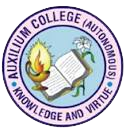 AUXILIUM COLLEGE (AUTONOMOUS)
KNOWLEDGE AND VIRTUE